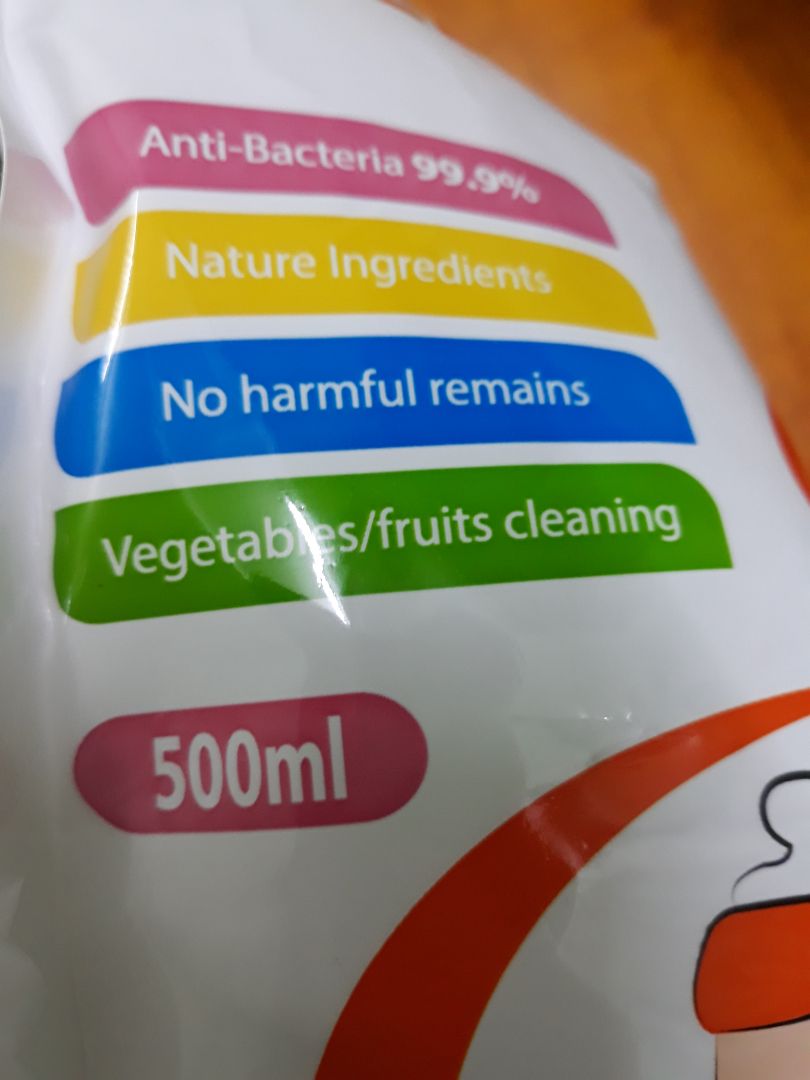 Anti-Bacteria 99.9%
Nature Ingredients
No harmful remains
Vegetables/fruits cleaning
500ml